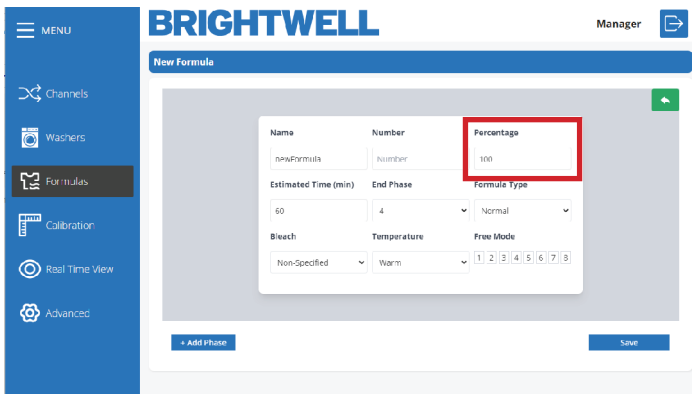 MENU
BRIGHTWELL
Manager
New Formula
Channels
Washers
Formulas
Calibration
Real Time View
Advanced
Name Number Percentage
newFormula Number 100
Estimated Time (min) End Phase Formula Type
60 4 Normal
Bleach Temperature Free Mode
Non-Specified Warm 1 2 3 4 5 6 7 8
+ Add Phase Save